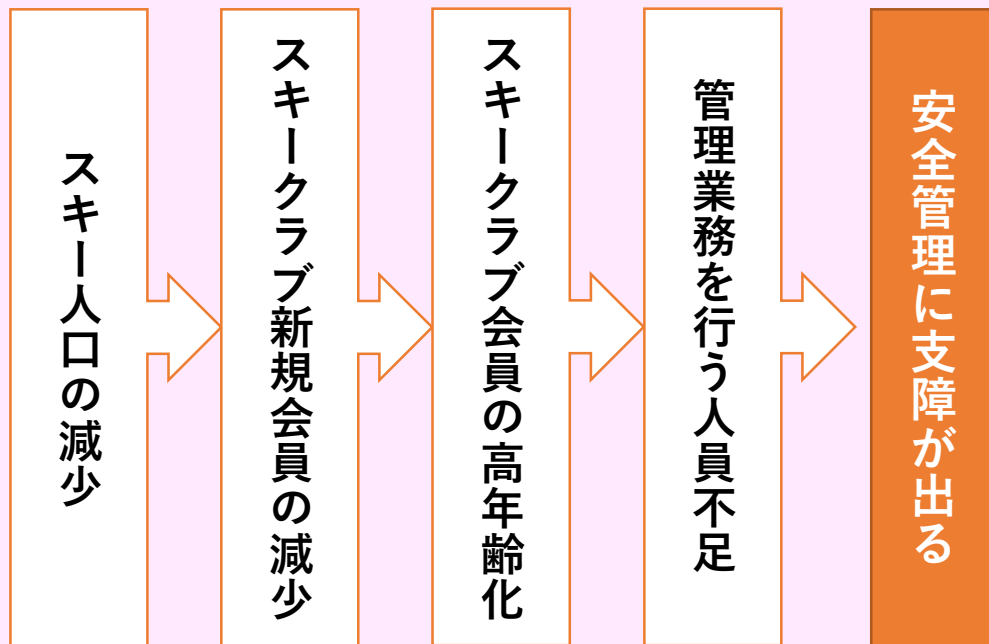 スキー人口の減少
スキークラブ新規会員の減少
スキークラブ会員の高年齢化
管理業務を行う人員不足
安全管理に支障が出る